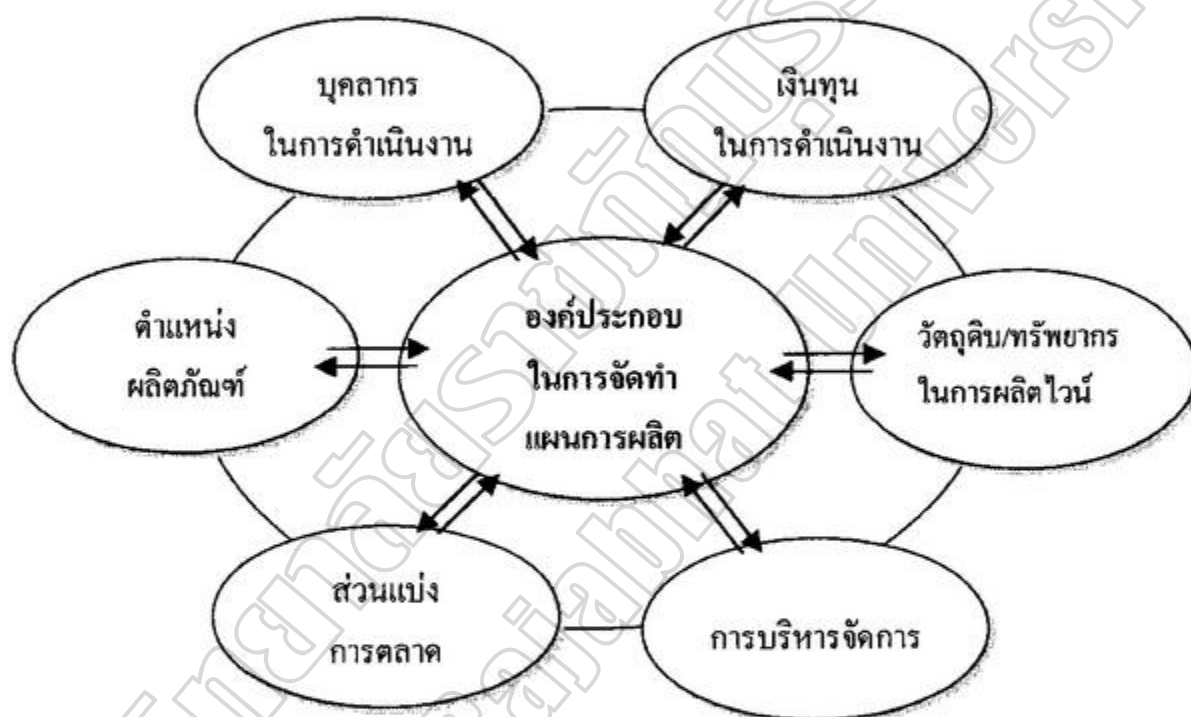 บุคลากร
ในการดำเนินงาน
เงินทุน
ในการดำเนินงาน
ตำแหน่ง
ผลิตภัณฑ์
องค์ประกอบ
ในการจัดทำ
แผนการผลิต
วัตถุดิบ/ทรัพยากร
ในการผลิตไวน์
ส่วนแบ่ง
การตลาด
การบริหารจัดการ